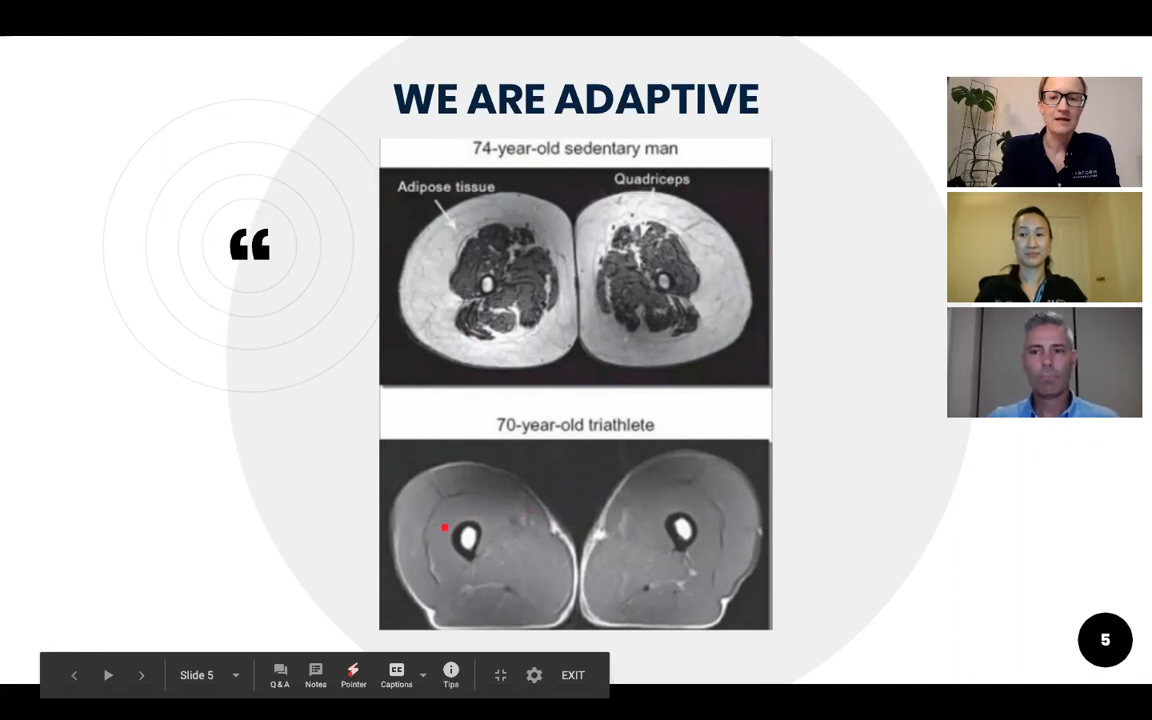 WE ARE ADAPTIVE
74-year-old sedentary man
Adipose tissue
Quadriceps
“
70-year-old triathlete
5
Slide 5
Q & A
Notes
Pointer
CC
Captions
Tips
EXIT